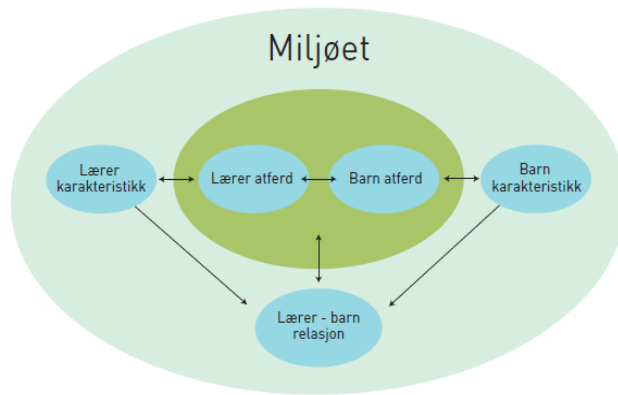 Miljøet
Lærer
karakteristikk
Lærer atferd
Barn atferd
Barn
karakteristikk
Lærer - barn
relasjon